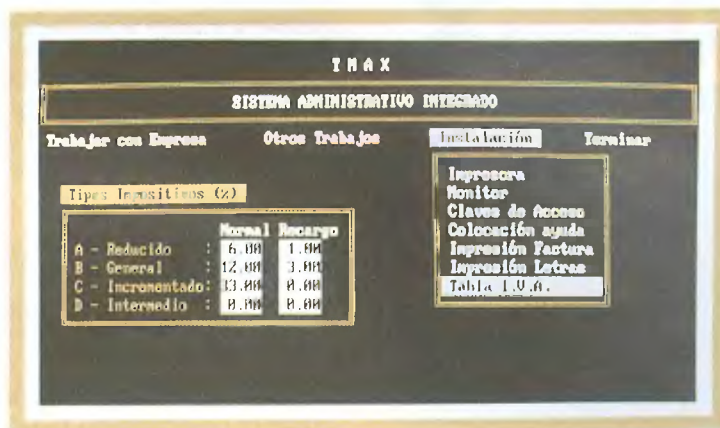 T M A X
SISTEMA ADMINISTRATIVO INTEGRADO
Trabajar con Empresa Otros Trabajos Instalación Terminar
Impresora
Monitor
Claves de Acceso
Colocación ayuda
Impresión Factura
Impresión Letras
Tabla I.V.A.
Tipos Impositivos (%)
Normal Recargo
A - Reducido : 6.00 1.00
B - General : 12.00 3.00
C - Incrementado: 33.00 0.00
D - Intermedio : 0.00 0.00